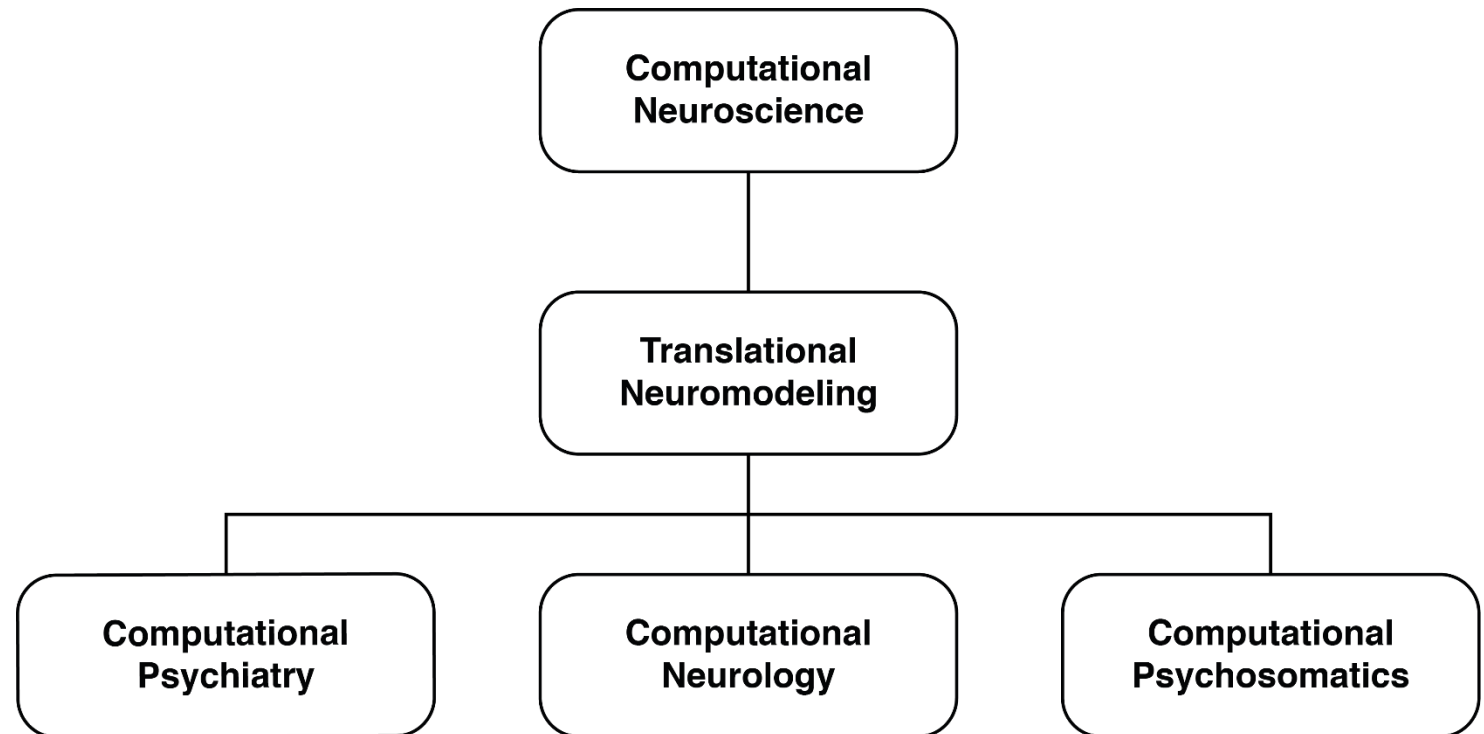 Computational
Neuroscience
Translational
Neuromodeling
Computational
Psychiatry
Computational
Neurology
Computational
Psychosomatics